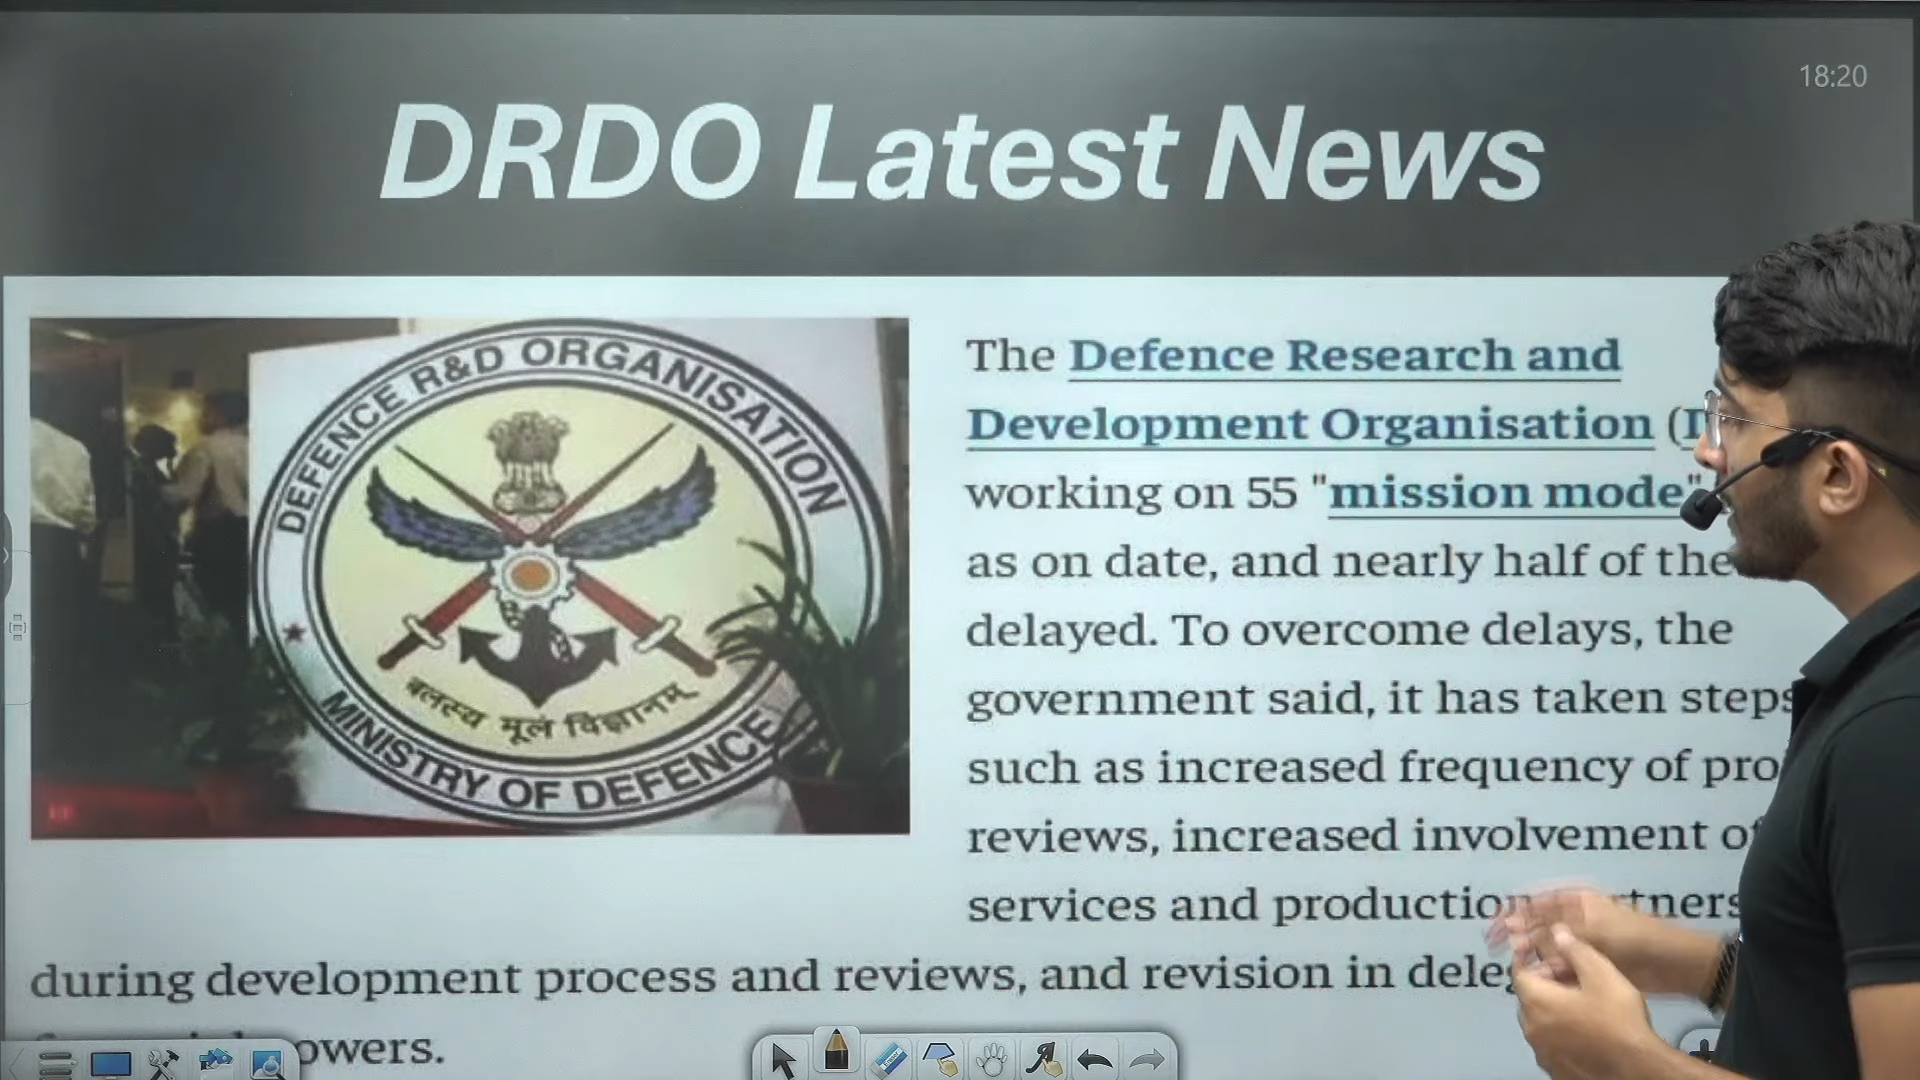 18:20
DRDO Latest News
DEFENCE R&D ORGANISATION
बलस्य मूलं विज्ञानम्
MINISTRY OF DEFENCE
The Defence Research and
Development Organisation (
working on 55 "mission mode"
as on date, and nearly half of the
delayed. To overcome delays, the
government said, it has taken steps
such as increased frequency of
reviews, increased involvement
services and production
during development process and reviews, and revision in